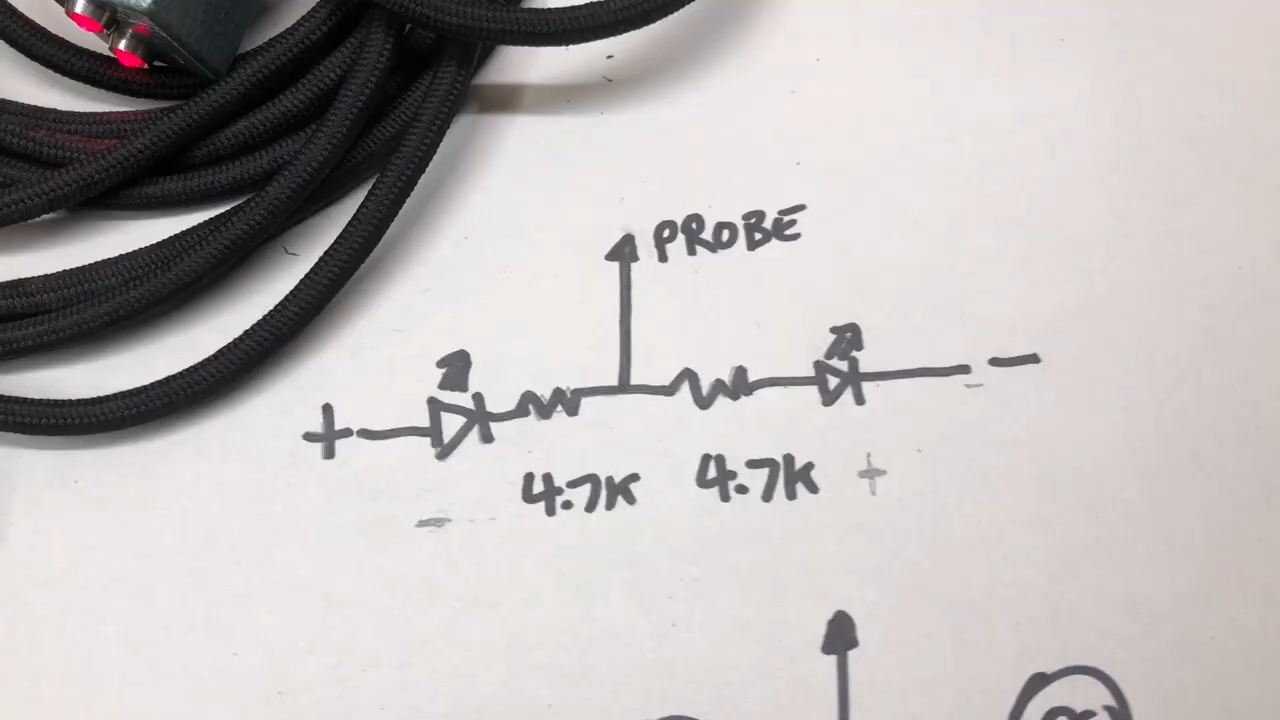 PROBE
+ −
4.7K 4.7K +
−